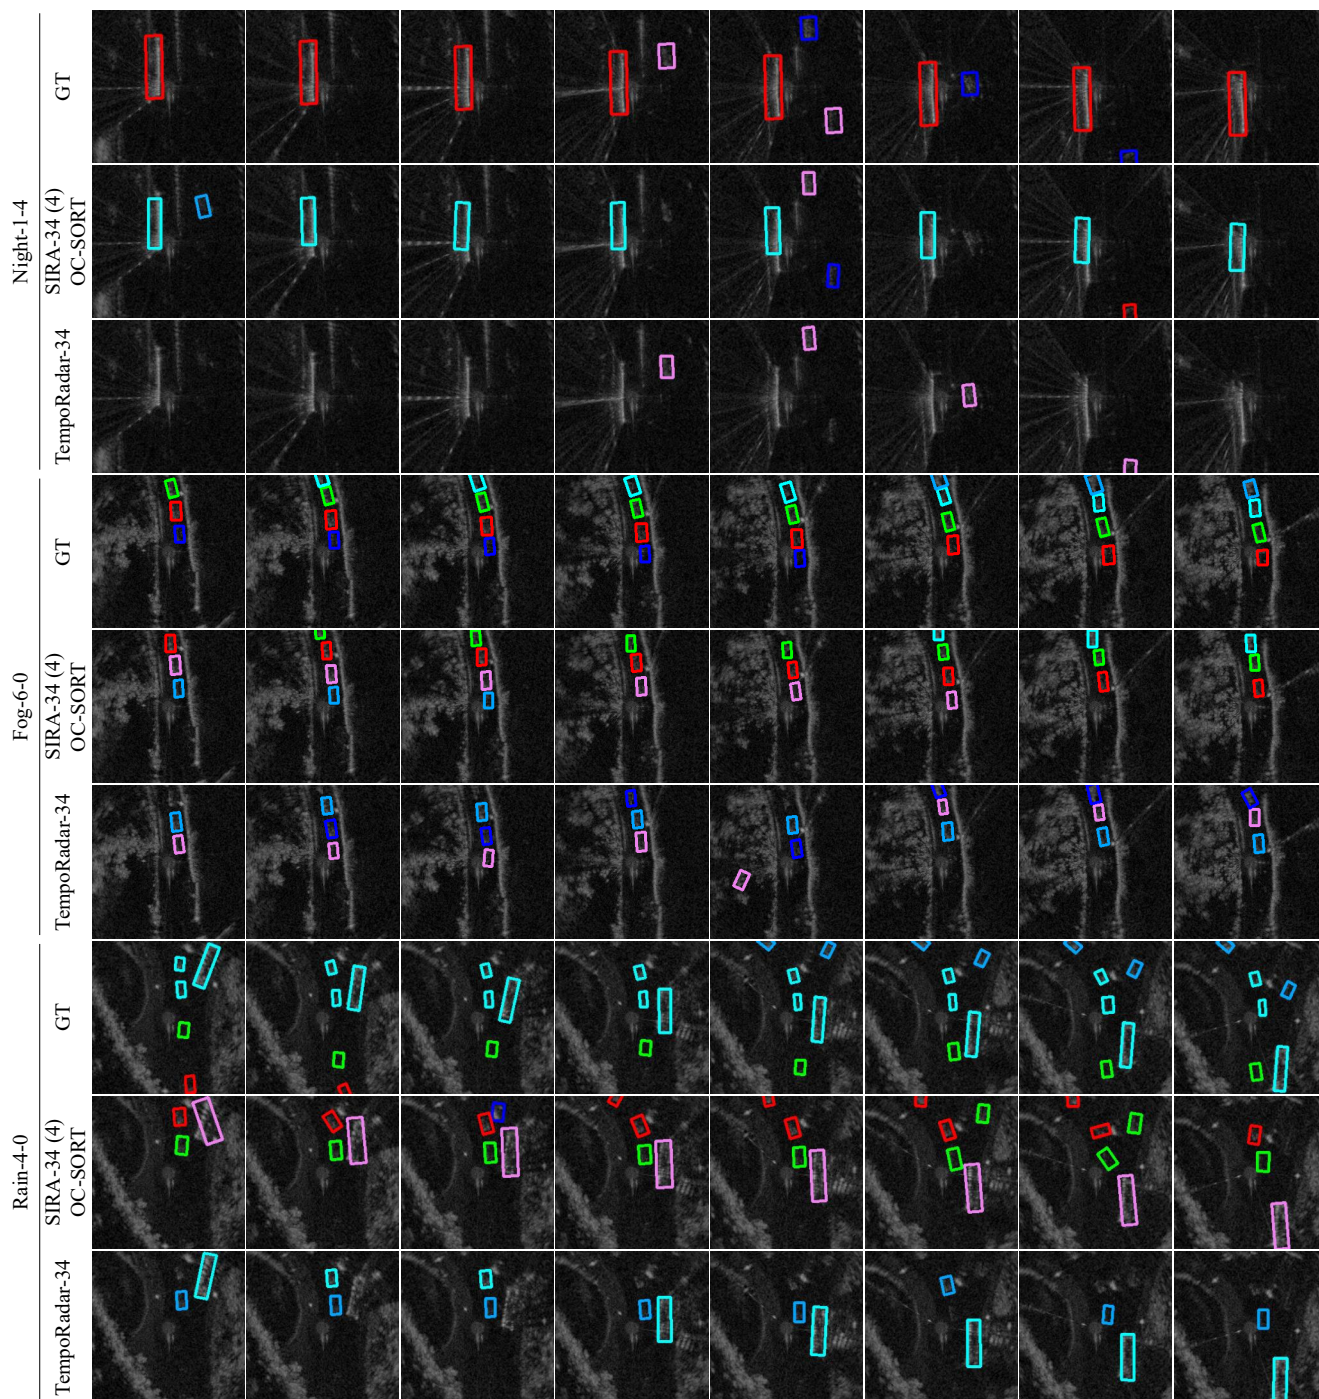 Night-1-4
GT
SIRA-34 (4)
OC-SORT
TempoRadar-34
Fog-6-0
GT
SIRA-34 (4)
OC-SORT
TempoRadar-34
Rain-4-0
GT
SIRA-34 (4)
OC-SORT
TempoRadar-34